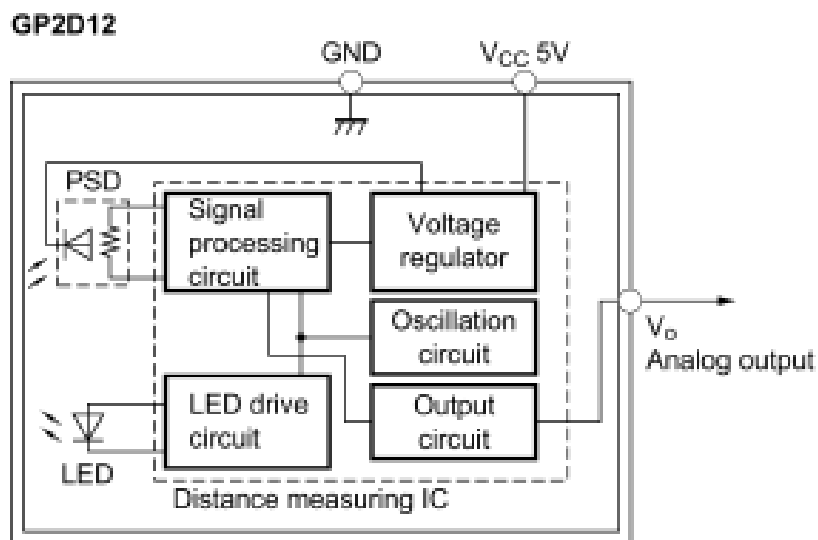 GP2D12
GND
VCC 5V
PSD
Signal
processing
circuit
Voltage
regulator
Oscillation
circuit
Vo
Analog output
LED drive
circuit
Output
circuit
LED
Distance measuring IC